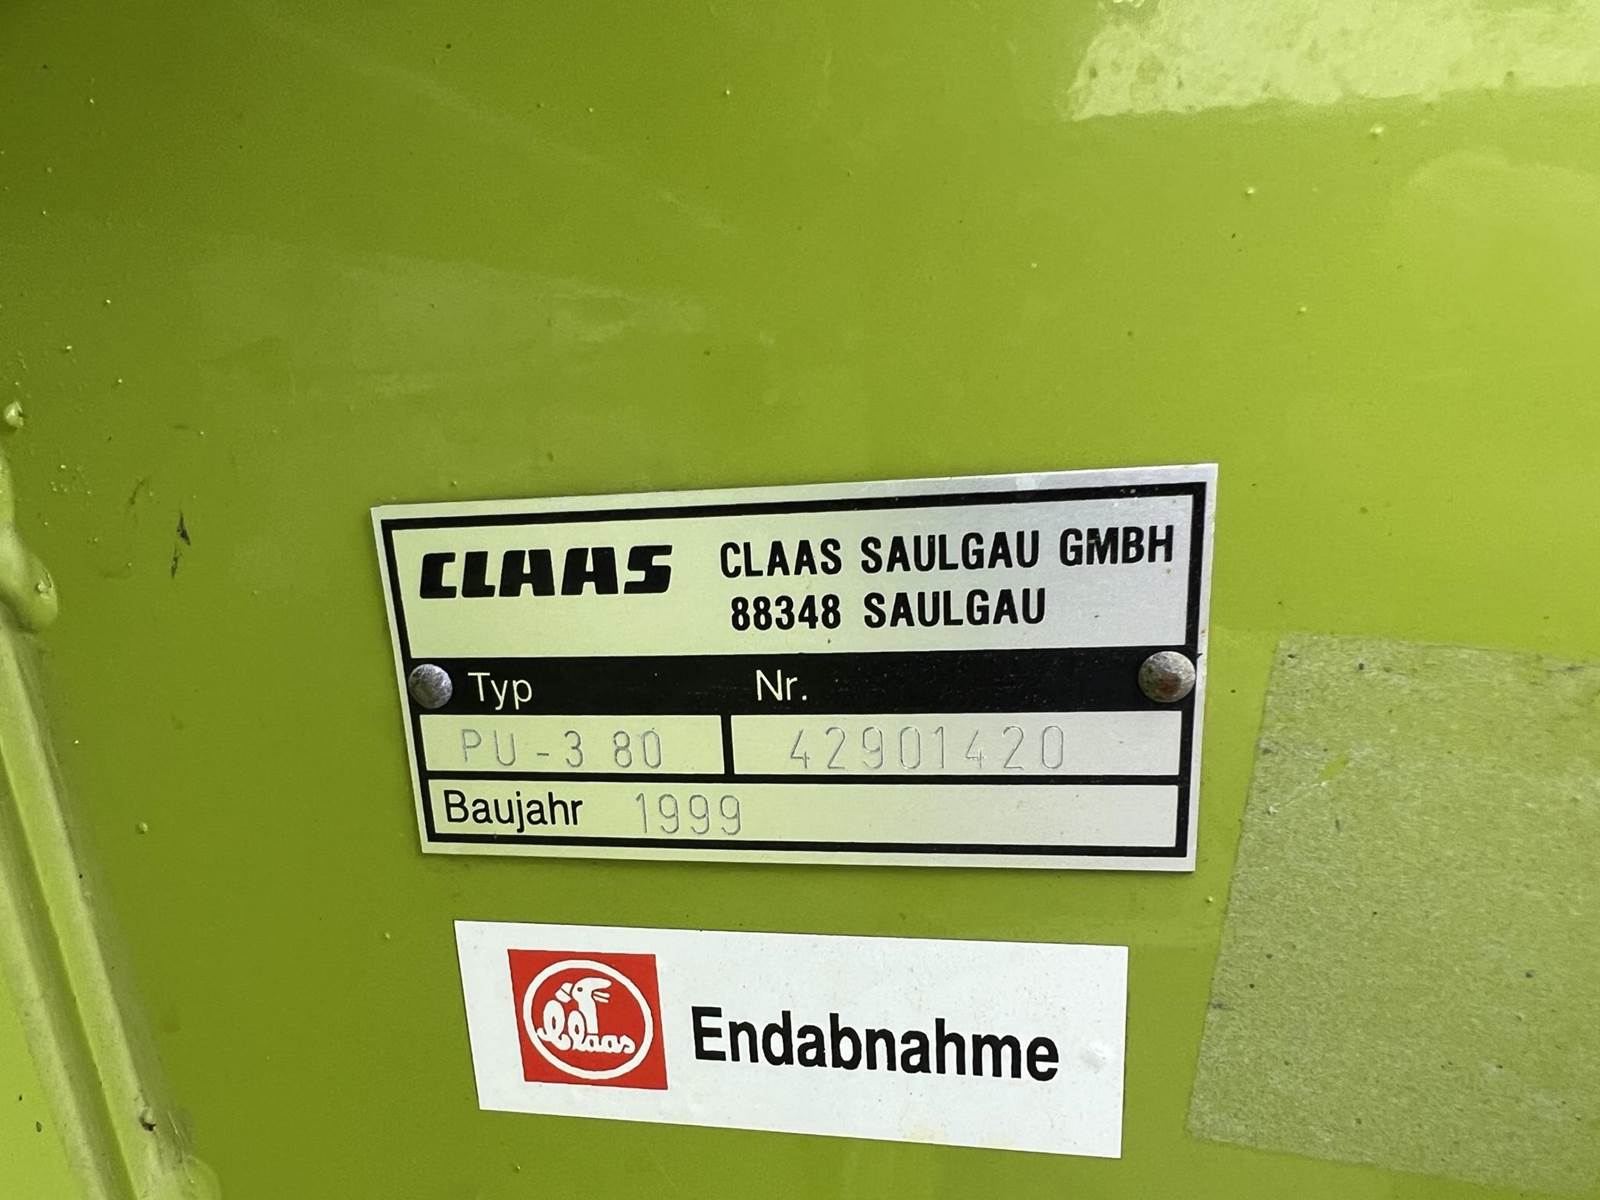 CLAAS CLAAS SAULGAU GMBH
88348 SAULGAU
Typ Nr.
PU-3 80 42901420
Baujahr 1999
Claas Endabnahme